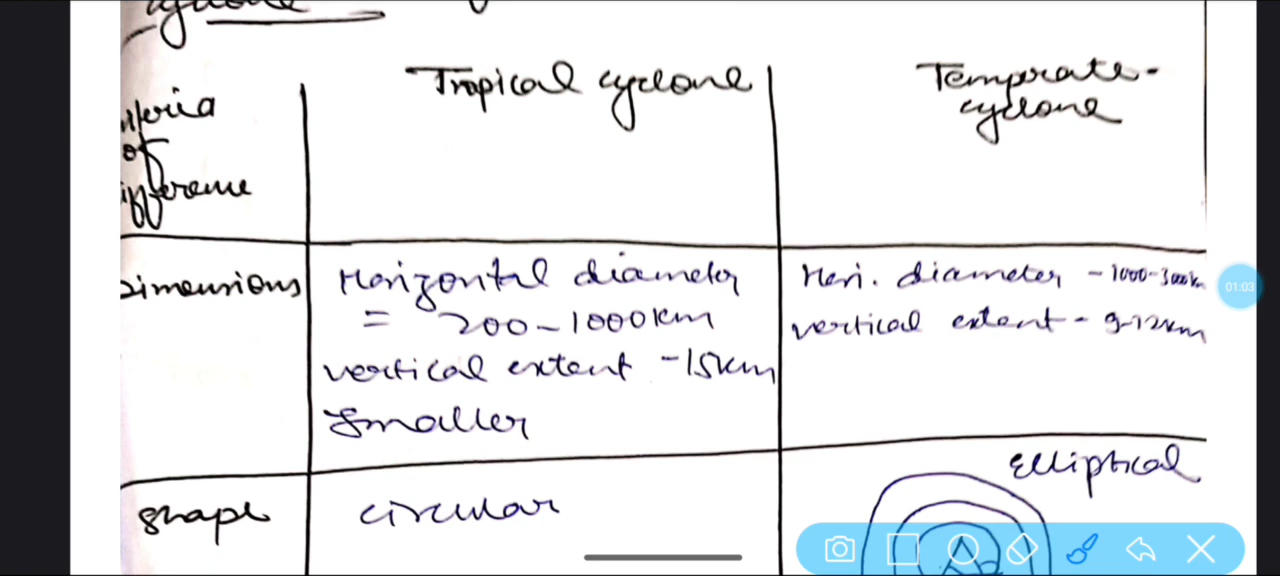 Tropical cyclone
Temprate-
cyclone
of
Dimensions
Horizontal diameter
= 200-1000km
vertical extent -15km
Smaller
Hori. diameter -1000-3000km
vertical extent - 9-12km
01:03
shape
circular
Elliptical